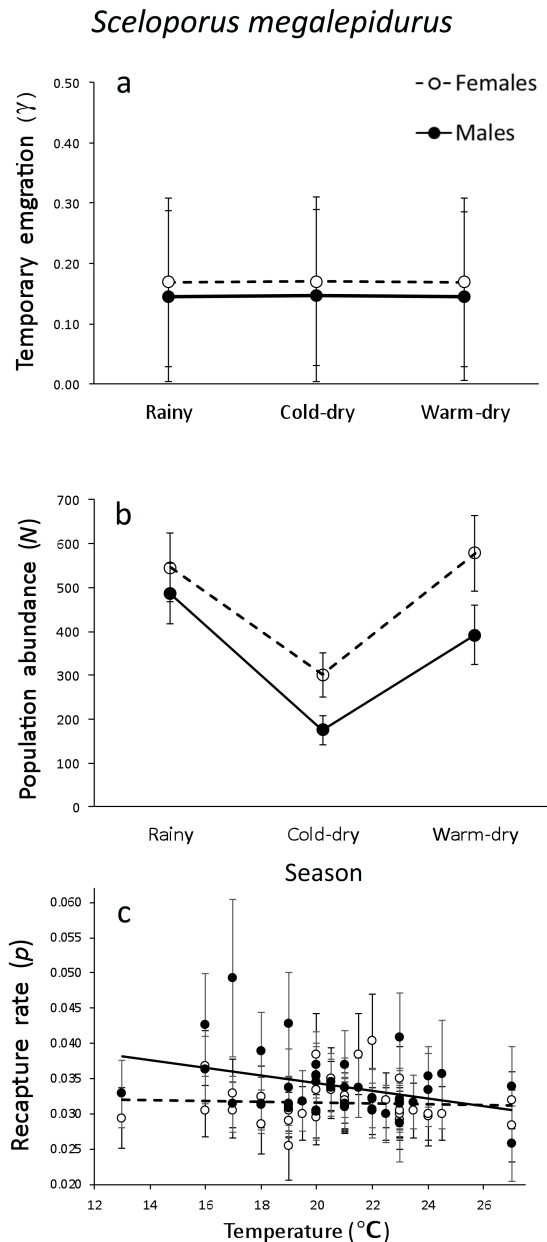 Sceloporus megalepidurus
a
Females
Males
Temporary emgration (γ)
0.50
0.40
0.30
0.20
0.10
0.00
Rainy Cold-dry Warm-dry
b
Population abundance (N)
700
600
500
400
300
200
100
0
Rainy Cold-dry Warm-dry
Season
c
Recapture rate (p)
0.060
0.055
0.050
0.045
0.040
0.035
0.030
0.025
0.020
12 14 16 18 20 22 24 26
Temperature (°C)